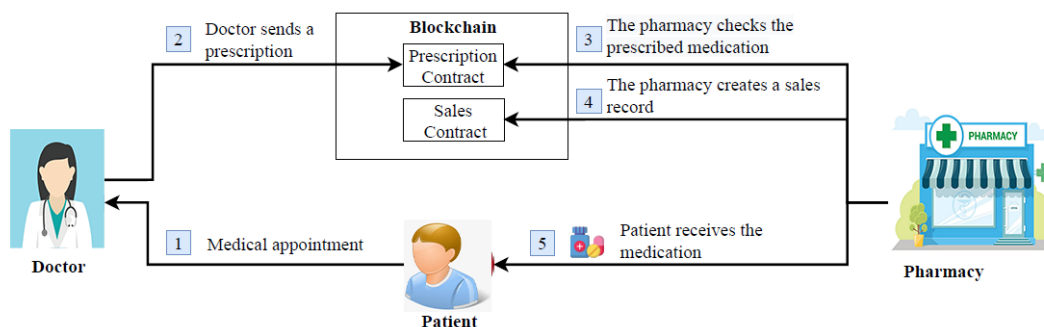 Blockchain
2
Doctor sends a
prescription
Prescription
Contract
3
The pharmacy checks the
prescribed medication
Sales
Contract
4
The pharmacy creates a sales
record
PHARMACY
1
Medical appointment
5
Patient receives the
medication
Doctor
Patient
Pharmacy